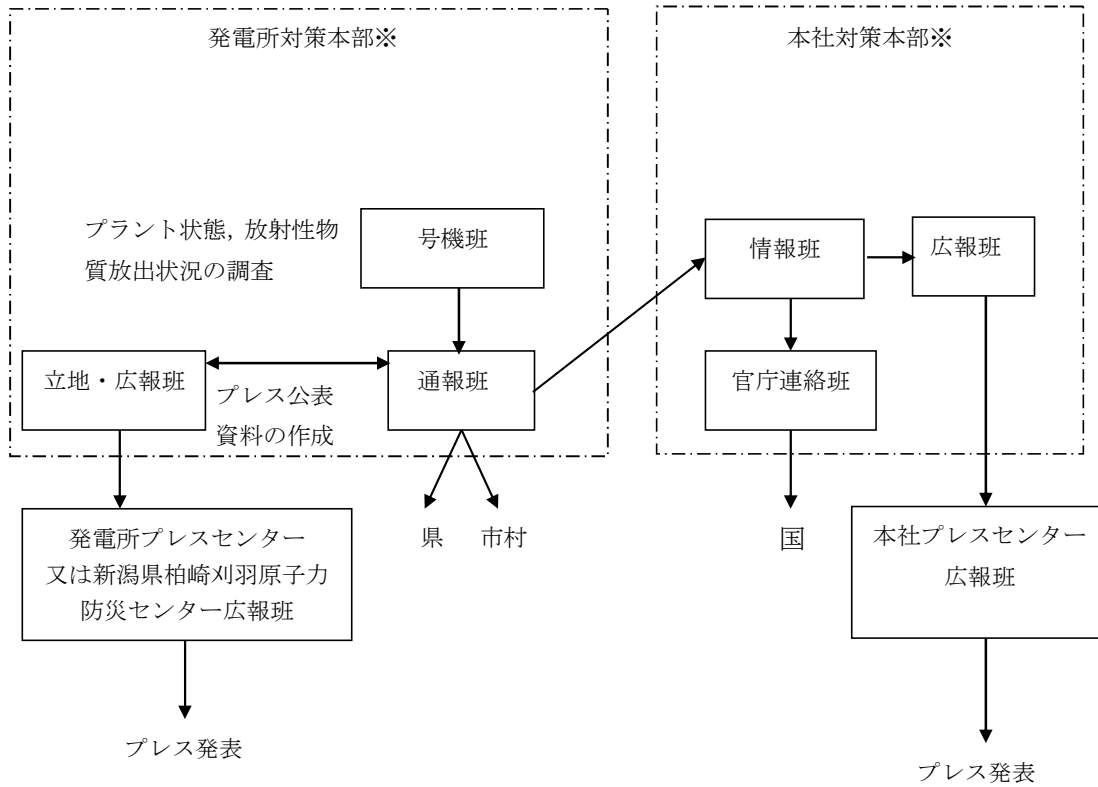 発電所対策本部※
本社対策本部※
プラント状態, 放射性物
質放出状況の調査
号機班
情報班
広報班
立地・広報班
プレス公表
資料の作成
通報班
官庁連絡班
県
市村
国
発電所プレスセンター
又は新潟県柏崎刈羽原子力
防災センター広報班
本社プレスセンター
広報班
プレス発表
プレス発表